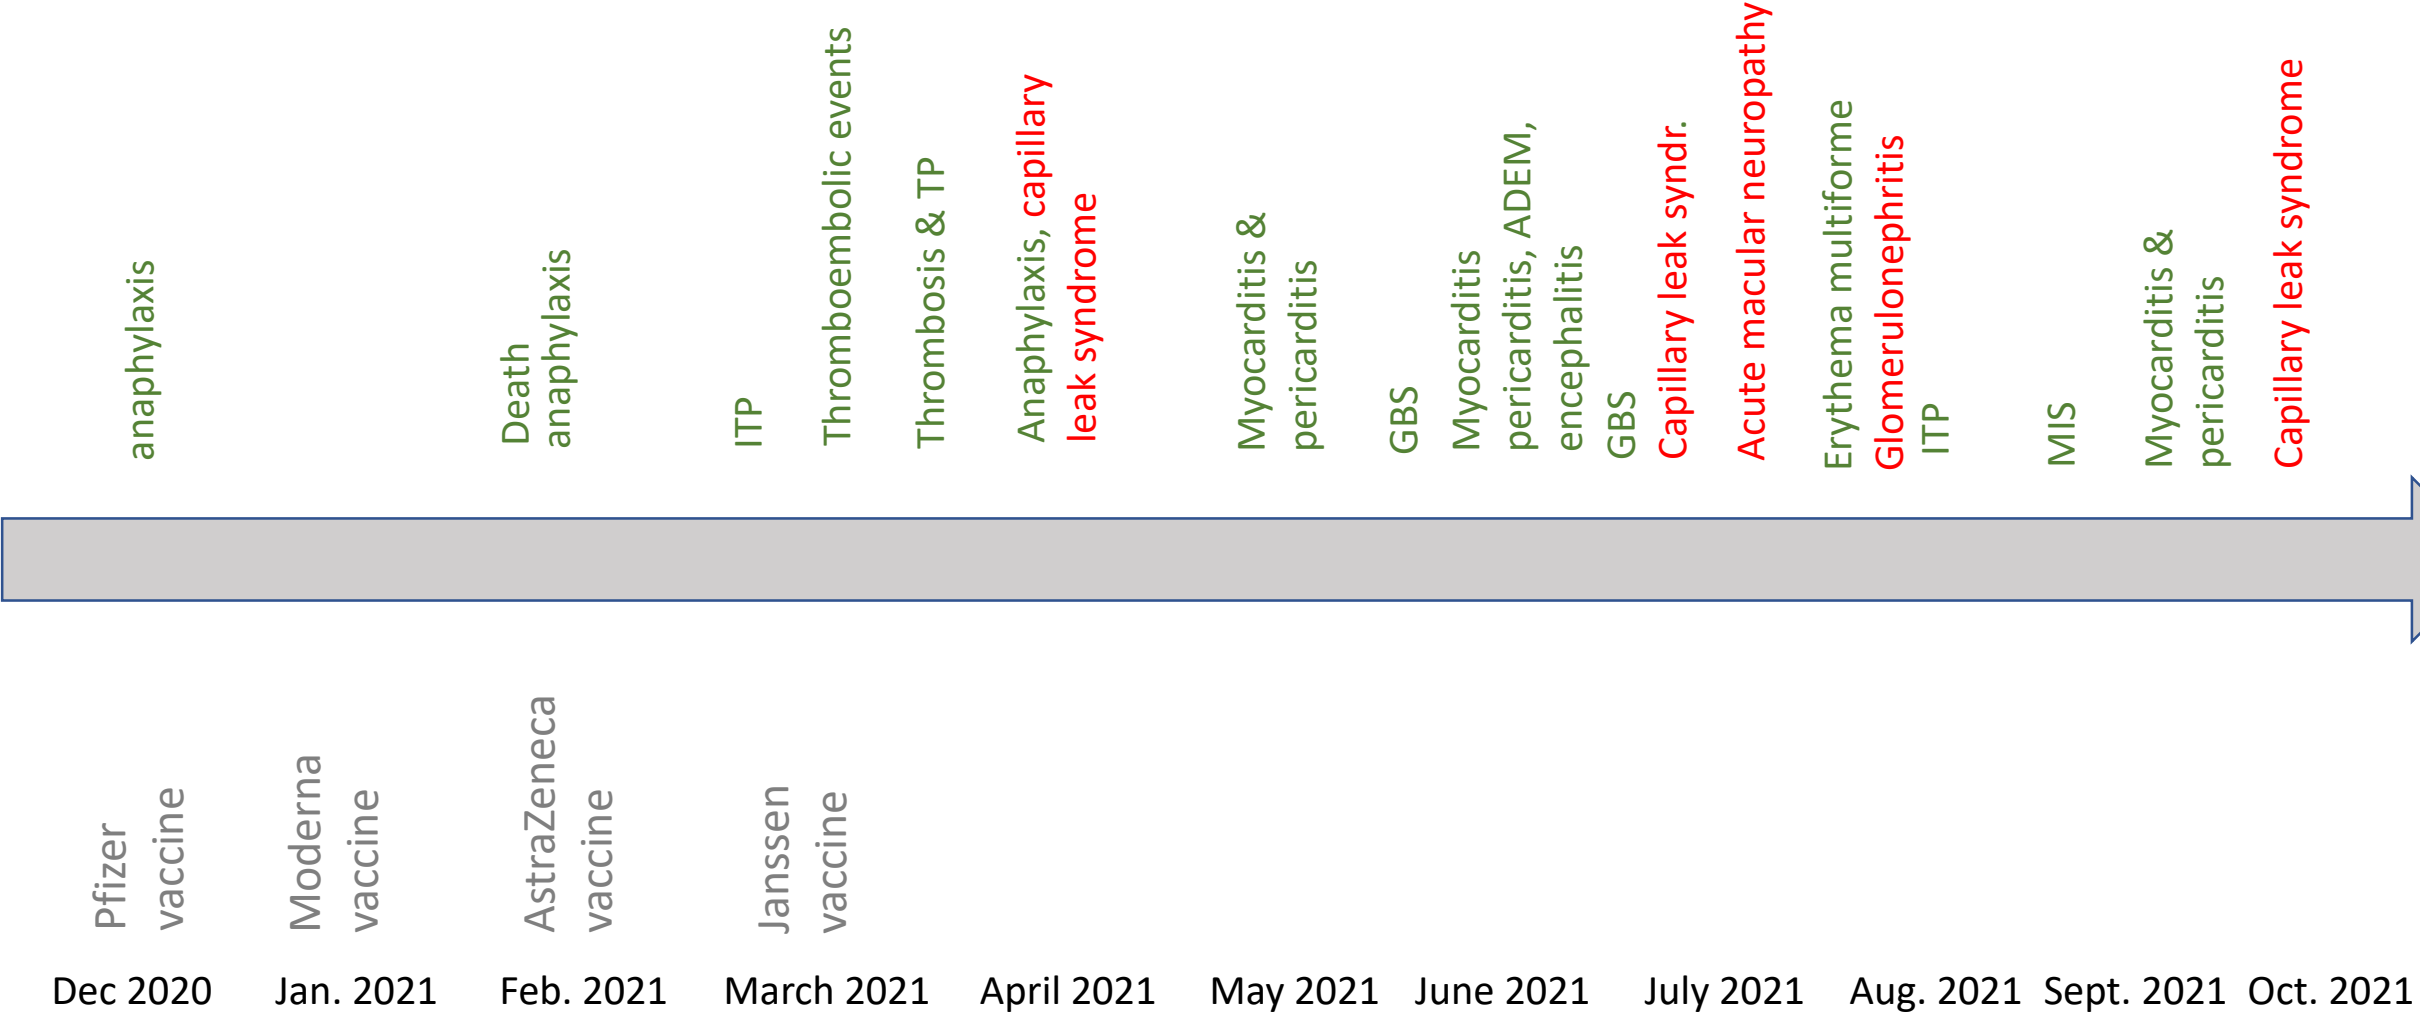 anaphylaxis
Death
anaphylaxis
ITP
Thromboembolic events
Thrombosis & TP
Anaphylaxis, capillary
leak syndrome
Myocarditis &
pericarditis
GBS
Myocarditis
pericarditis, ADEM,
encephalitis
GBS
Capillary leak syndr.
Acute macular neuropathy
Erythema multiforme
Glomerulonephritis
ITP
MIS
Myocarditis &
pericarditis
Capillary leak syndrome
Pfizer
vaccine
Moderna
vaccine
AstraZeneca
vaccine
Janssen
vaccine
Dec 2020
Jan. 2021
Feb. 2021
March 2021
April 2021
May 2021
June 2021
July 2021
Aug. 2021
Sept. 2021
Oct. 2021